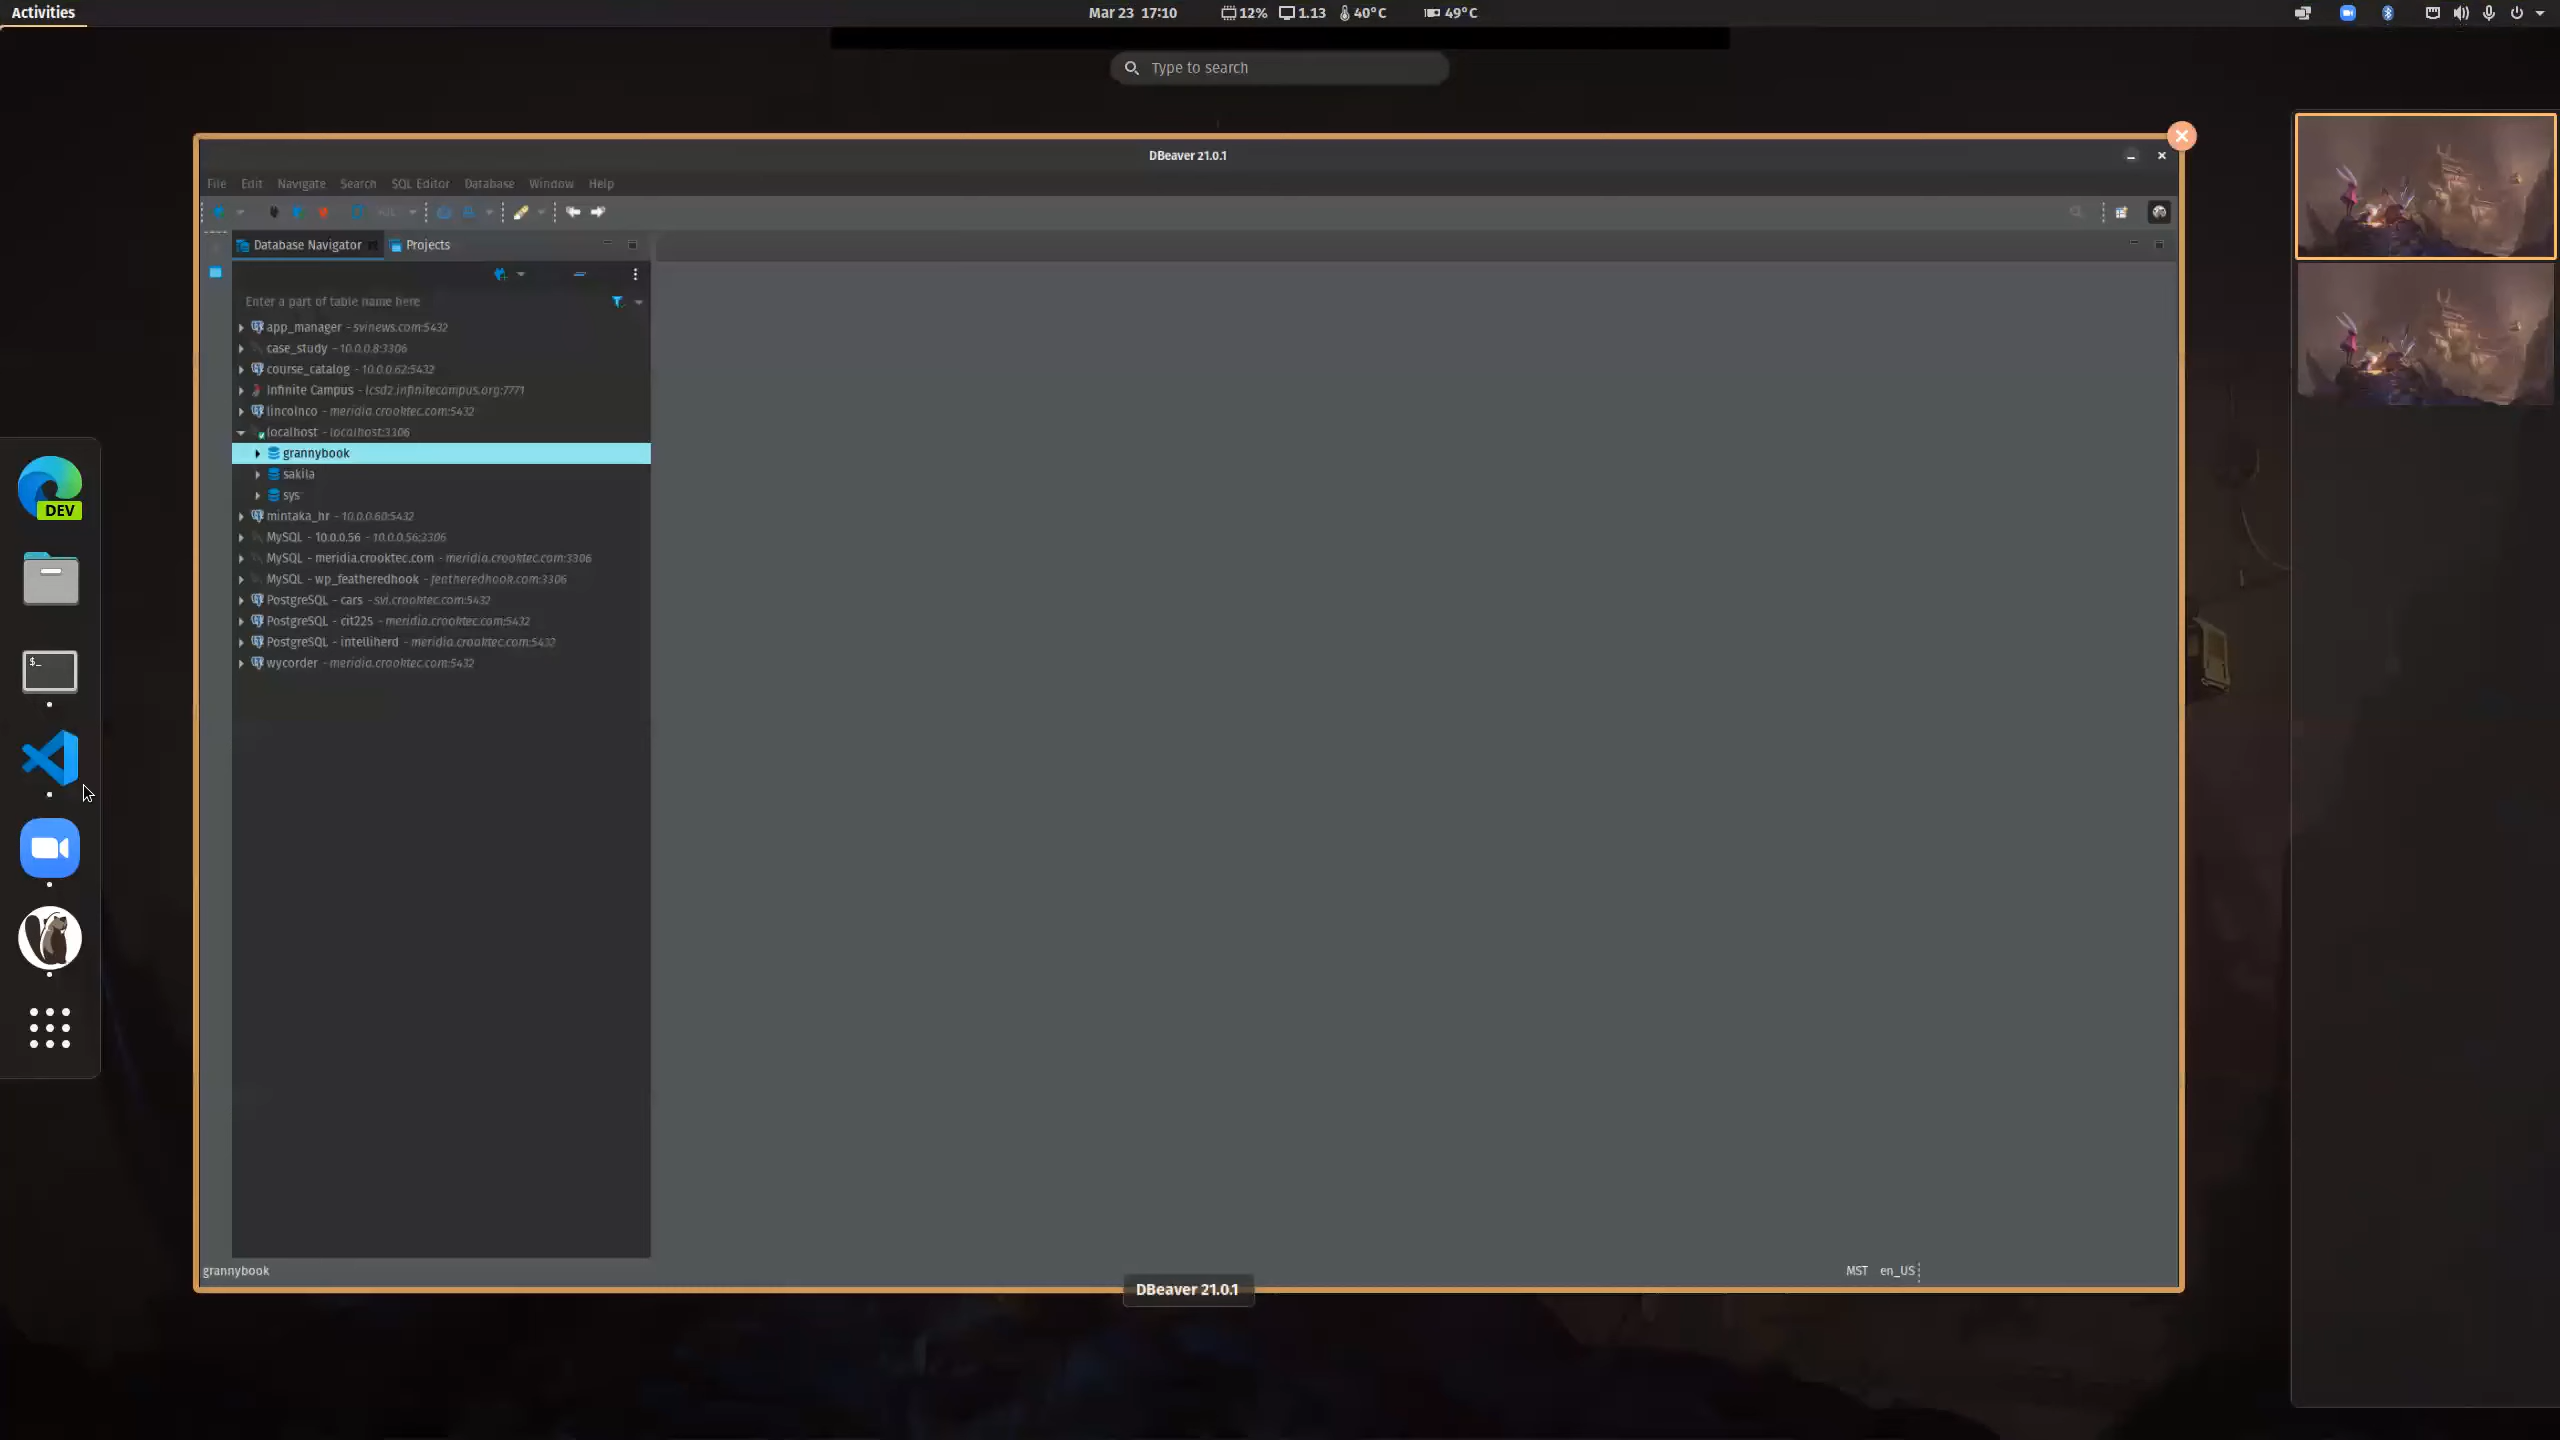 Activities
Mar 23 17:10
12%
1.13
40°C
49°C
Type to search
DBeaver 21.0.1
File Edit Navigate Search SQL Editor Database Window Help
Database Navigator
Projects
Enter a part of table name here
app_manager - svinews.com:5432
case_study - 10.0.0.8:3306
course_catalog - 10.0.0.62:5432
Infinite Campus - lcsd2.infinitecampus.org:7771
lincolnco - meridia.crooktec.com:5432
localhost - localhost:3306
grannybook
sakila
sys
mintaka_hr - 10.0.0.60:5432
MySQL - 10.0.0.56 - 10.0.0.56:3306
MySQL - meridia.crooktec.com - meridia.crooktec.com:3306
MySQL - wp_featheredhook - featheredhook.com:3306
PostgreSQL - cars - svi.crooktec.com:5432
PostgreSQL - cit225 - meridia.crooktec.com:5432
PostgreSQL - intelliherd - meridia.crooktec.com:5432
wycorder - meridia.crooktec.com:5432
DEV
$_
grannybook
MST en_US
DBeaver 21.0.1